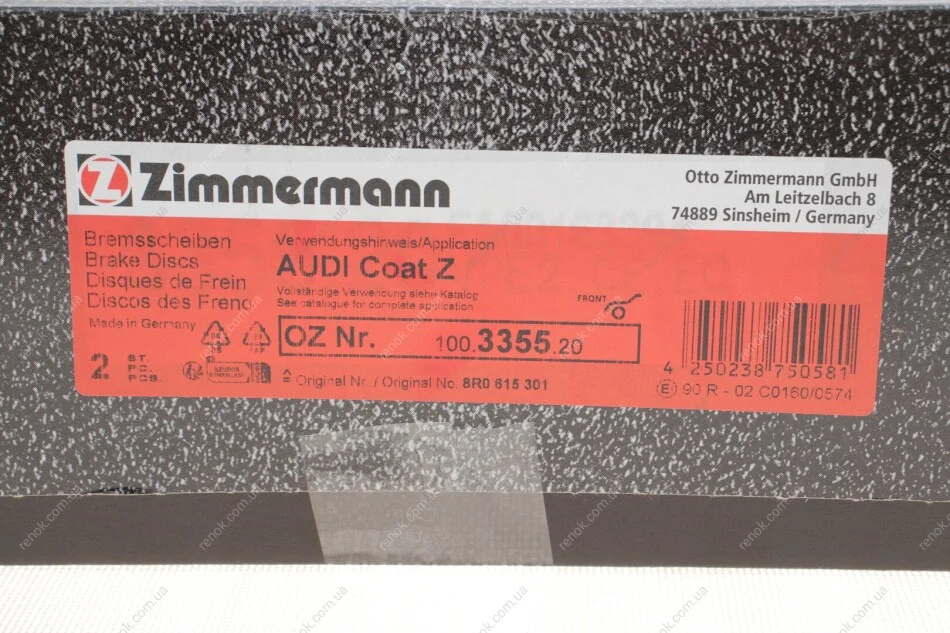 Z Zimmermann
Otto Zimmermann GmbH
Am Leitzelbach 8
74889 Sinsheim / Germany
Bremsscheiben
Brake Discs
Disques de Frein
Discos des Freno
Made in Germany
2 ST.
PC.
PCS.
Verwendungshinweis/Application
AUDI Coat Z
Vollständige Verwendung siehe Katalog
See catalogue for complete application
FRONT
OZ Nr. 100.3355.20
≙ Original Nr. / Original No. 8R0 615 301
4 250238 750581
E 90 R - 02 C0160/0574
renok.com.ua